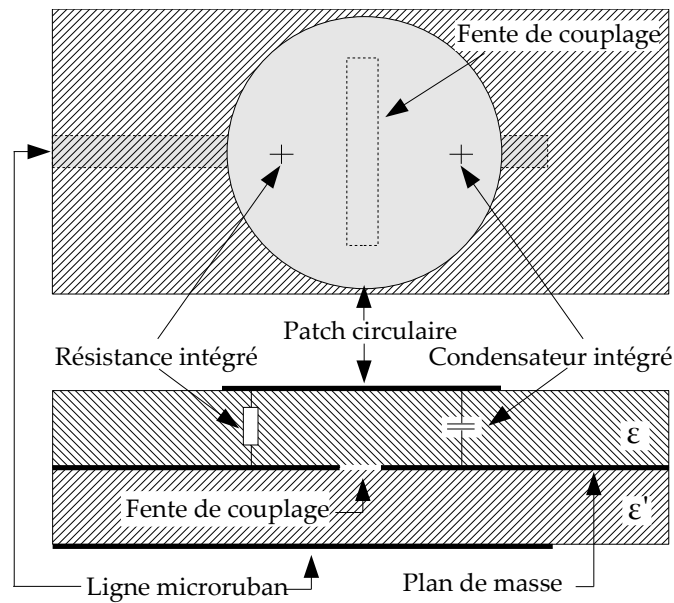 Fente de couplage
Patch circulaire
Résistance intégré
Condensateur intégré
ε
Fente de couplage
ε'
Ligne microruban
Plan de masse